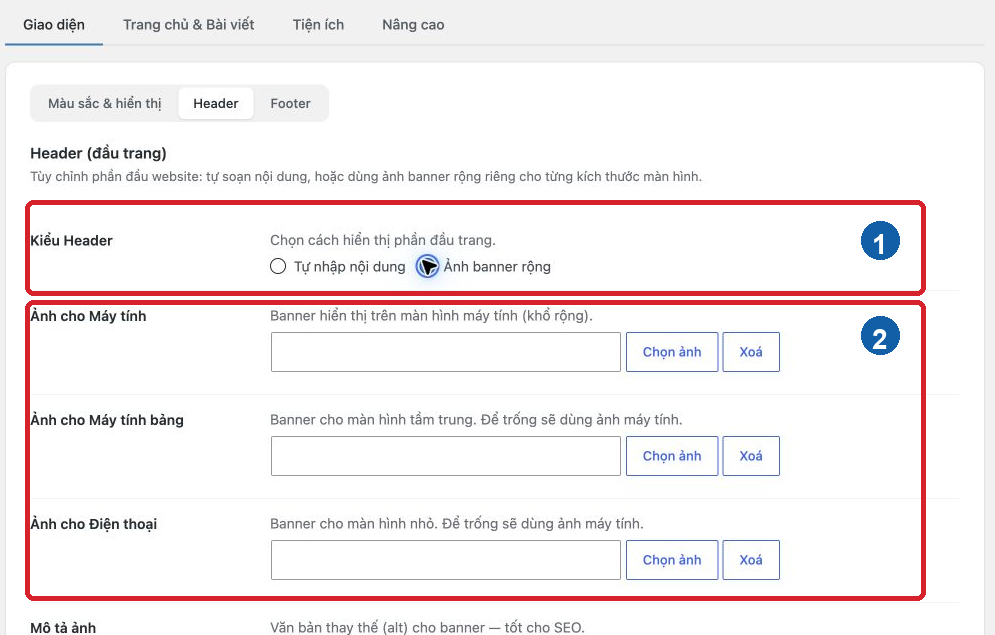 Giao diện Trang chủ & Bài viết Tiện ích Nâng cao
Màu sắc & hiển thị Header Footer
Header (đầu trang)
Tùy chỉnh phần đầu website: tự soạn nội dung, hoặc dùng ảnh banner rộng riêng cho từng kích thước màn hình.
Kiểu Header Chọn cách hiển thị phần đầu trang. 1
Tự nhập nội dung Ảnh banner rộng
Ảnh cho Máy tính Banner hiển thị trên màn hình máy tính (khổ rộng). 2
Chọn ảnh Xoá
Ảnh cho Máy tính bảng Banner cho màn hình tầm trung. Để trống sẽ dùng ảnh máy tính.
Chọn ảnh Xoá
Ảnh cho Điện thoại Banner cho màn hình nhỏ. Để trống sẽ dùng ảnh máy tính.
Chọn ảnh Xoá
Mô tả ảnh Văn bản thay thế (alt) cho banner — tốt cho SEO.